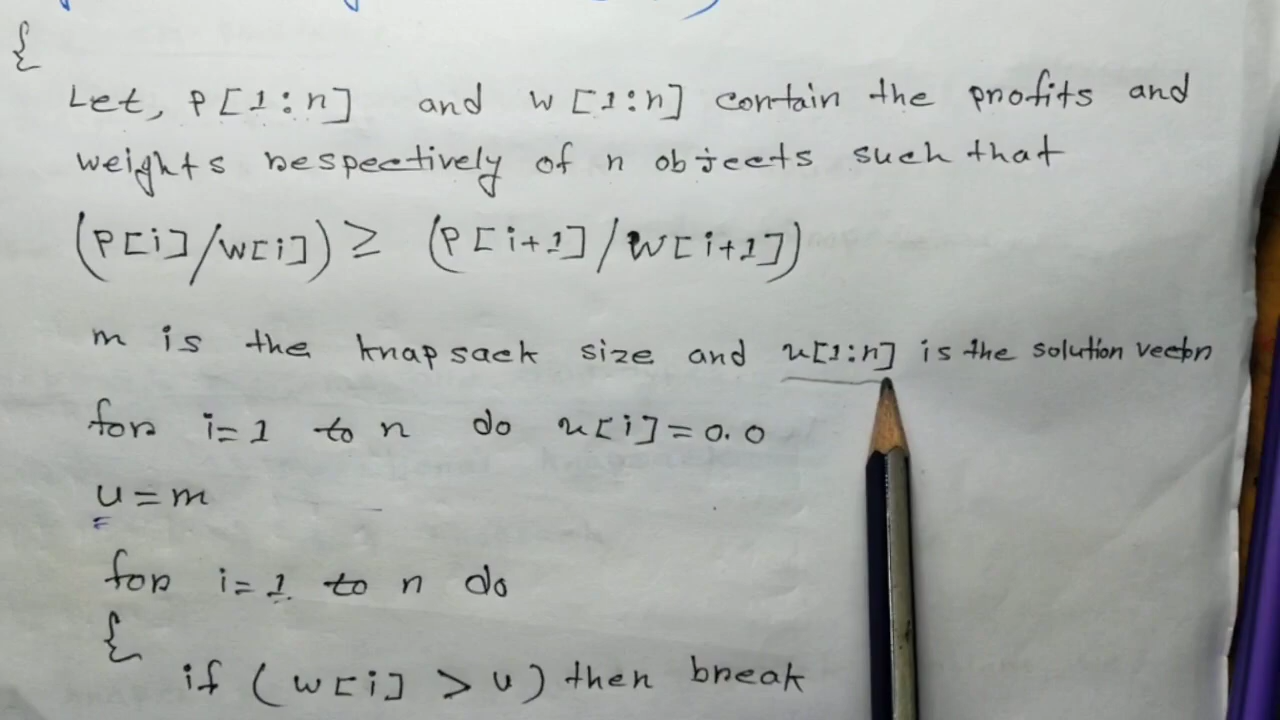 {
Let, P[1:n] and w[1:n] contain the profits and
weights respectively of n objects such that
(P[i]/w[i]) ≥ (P[i+1]/W[i+1])
m is the knapsack size and x[1:n] is the solution vector
for i=1 to n do x[i]=0.0
U=m
for i=1 to n do
{
if (w[i] > U) then break